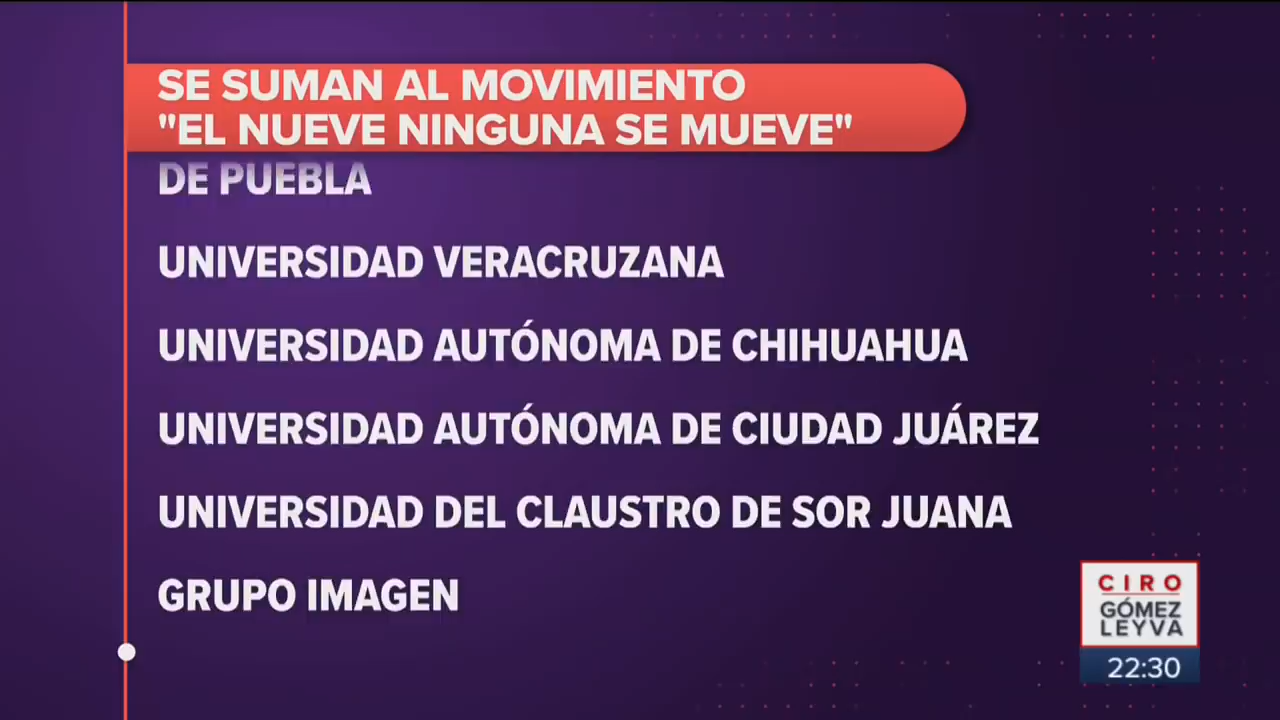 SE SUMAN AL MOVIMIENTO
"EL NUEVE NINGUNA SE MUEVE"
DE PUEBLA
UNIVERSIDAD VERACRUZANA
UNIVERSIDAD AUTÓNOMA DE CHIHUAHUA
UNIVERSIDAD AUTÓNOMA DE CIUDAD JUÁREZ
UNIVERSIDAD DEL CLAUSTRO DE SOR JUANA
GRUPO IMAGEN
CIRO
GÓMEZ
LEYVA
22:30